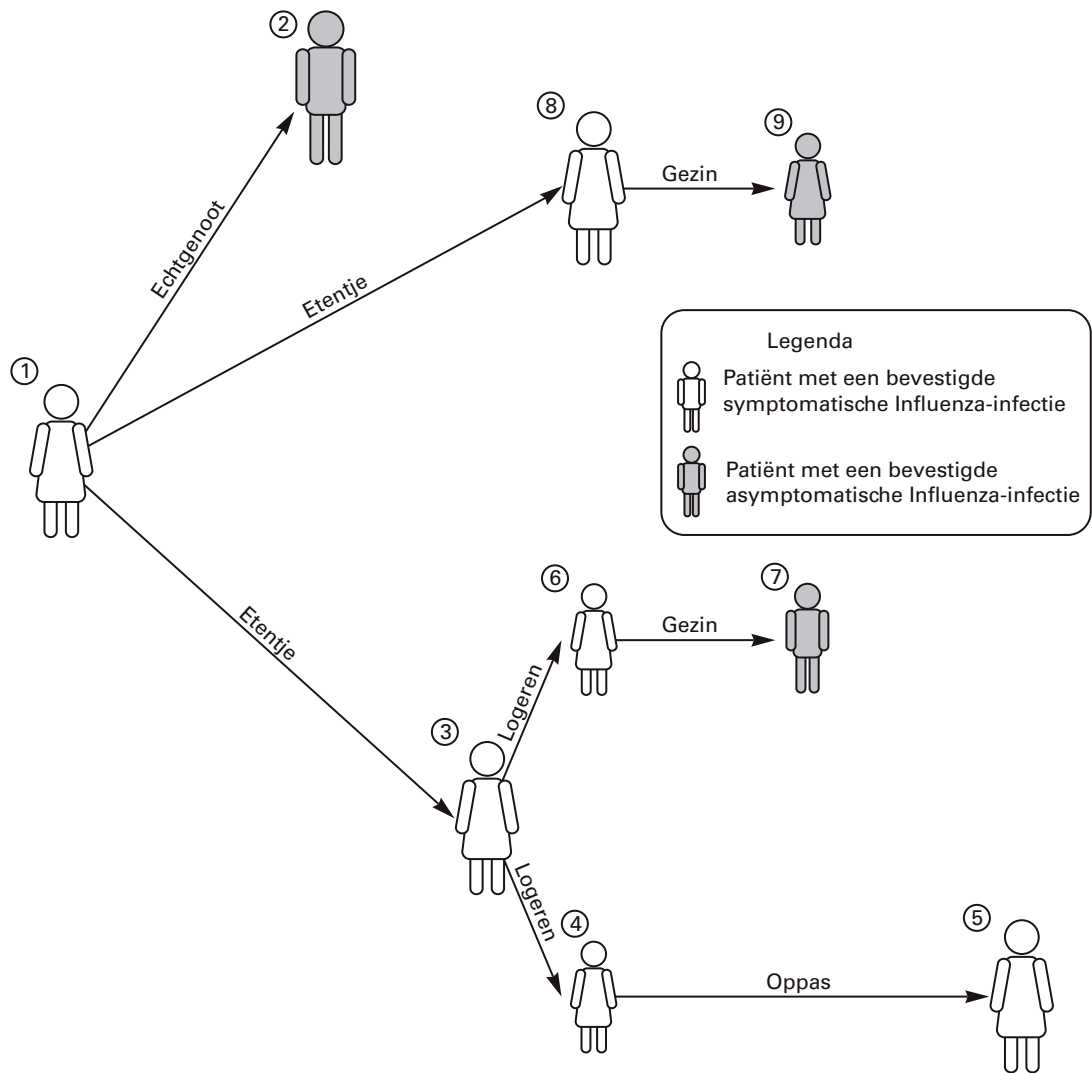 ②
⑧
⑨
Gezin
Echtgenoot
Etentje
Legenda
①
Patiënt met een bevestigde
symptomatische Influenza-infectie
Patiënt met een bevestigde
asymptomatische Influenza-infectie
⑥
⑦
Etentje
Gezin
Logeren
③
Logeren
④
⑤
Oppas